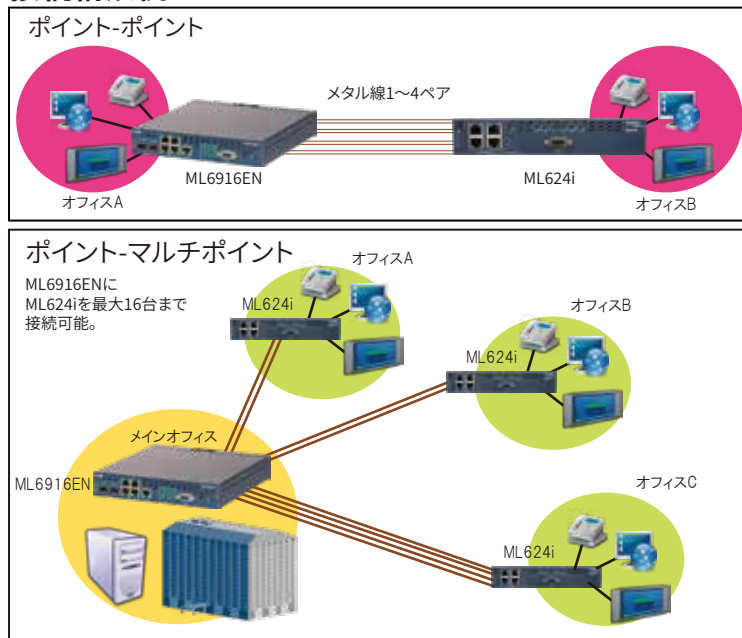 ポイント-ポイント
メタル線1~4ペア
ML6916EN
ML624i
オフィスA
オフィスB
ポイント-マルチポイント
オフィスA
ML6916ENに
ML624iを最大16台まで
接続可能。
ML624i
オフィスB
ML624i
メインオフィス
ML6916EN
オフィスC
ML624i